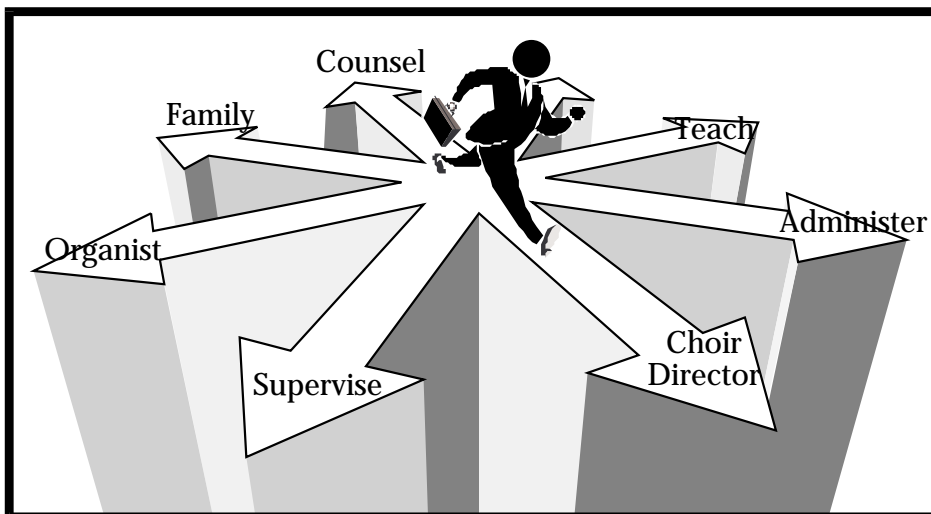 Counsel
Family
Teach
Administer
Organist
Choir
Director
Supervise